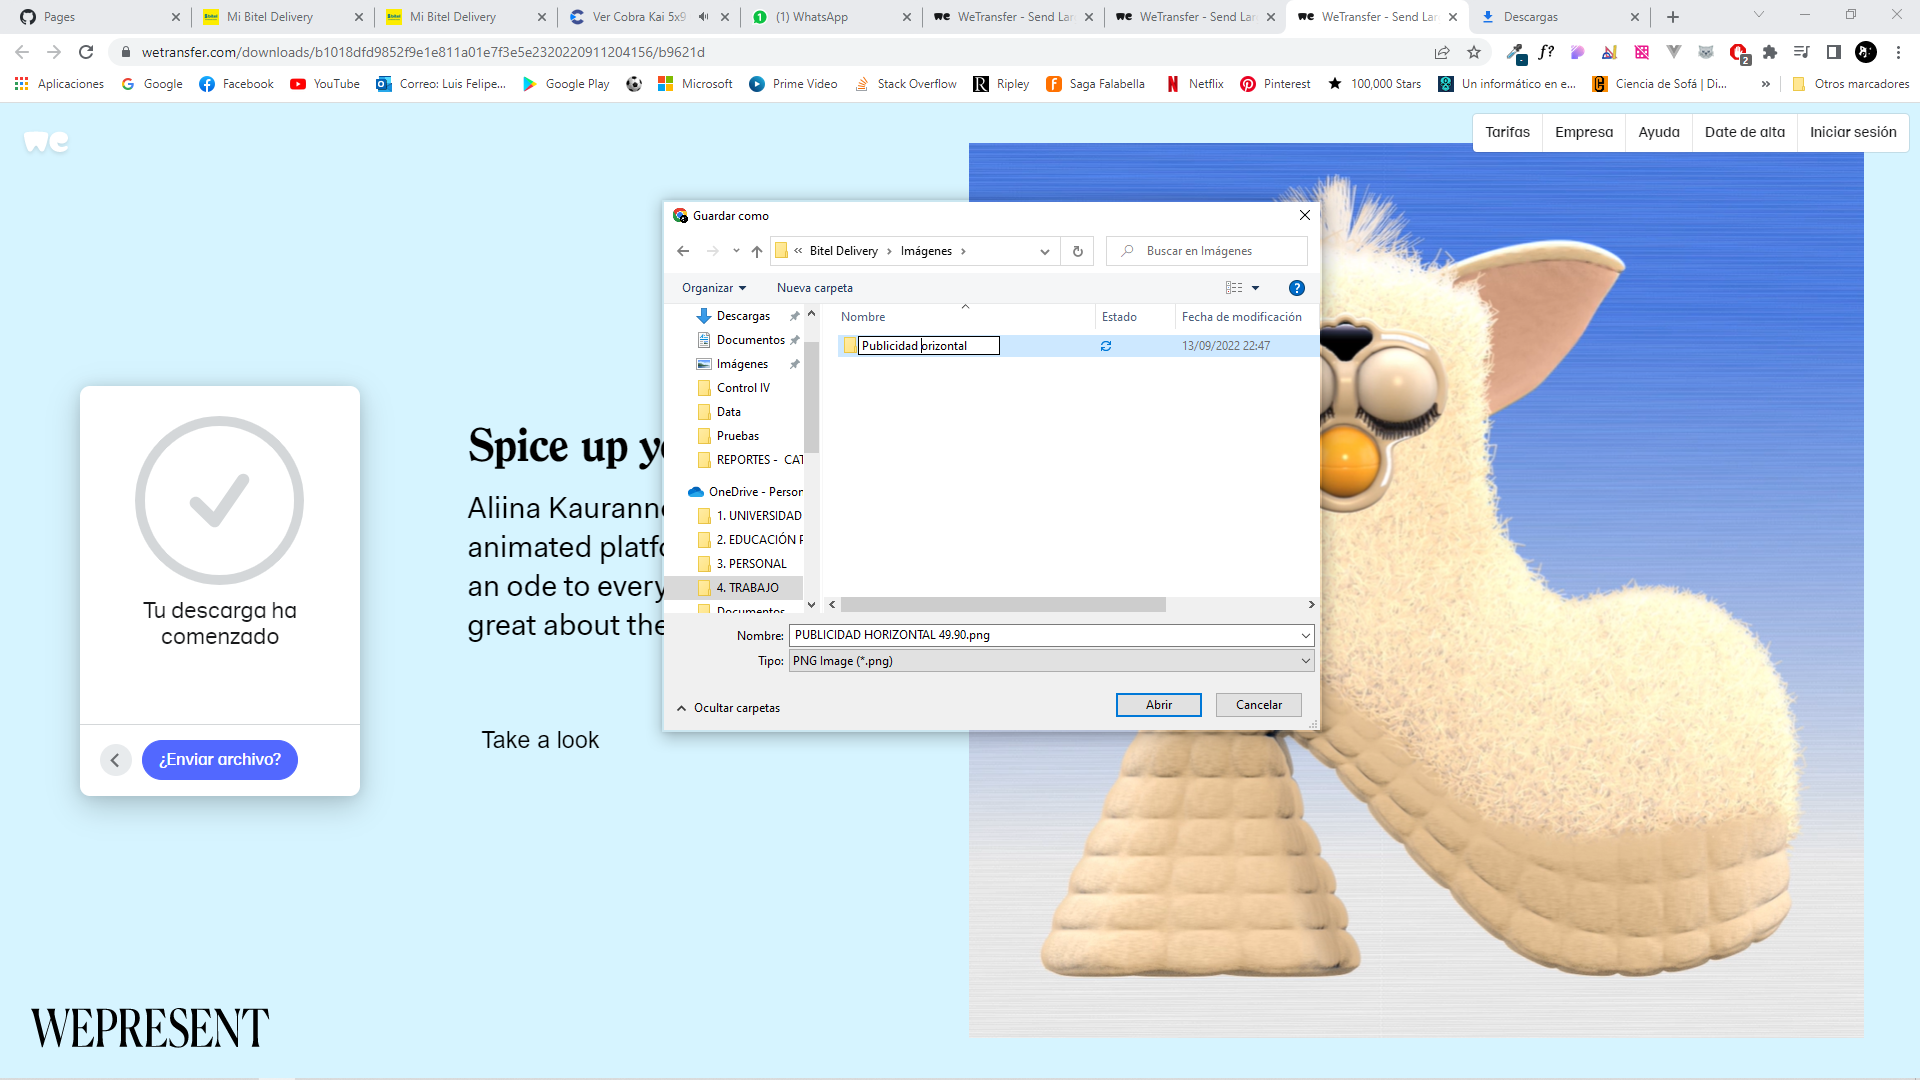 Pages
Mi Bitel Delivery
Mi Bitel Delivery
Ver Cobra Kai 5x9
(1) WhatsApp
WeTransfer - Send Lar
WeTransfer - Send Lar
WeTransfer - Send Lar
Descargas
wetransfer.com/downloads/b1018dfd9852f9e1e811a01e7f3e5e2320220911204156/b9621d
f?
2
Aplicaciones
Google
Facebook
YouTube
Correo: Luis Felipe...
Google Play
Microsoft
Prime Video
Stack Overflow
Ripley
Saga Falabella
Netflix
Pinterest
100,000 Stars
Un informático en e...
Ciencia de Sofá | Di...
»
Otros marcadores
we
Tarifas
Empresa
Ayuda
Date de alta
Iniciar sesión
Guardar como
« Bitel Delivery › Imágenes ›
Buscar en Imágenes
Organizar
Nueva carpeta
Descargas
Documentos
Imágenes
Control IV
Data
Pruebas
REPORTES - CAT
OneDrive - Person
1. UNIVERSIDAD
2. EDUCACIÓN P
3. PERSONAL
4. TRABAJO
Documentos
Nombre
Estado
Fecha de modificación
Publicidad orizontal
13/09/2022 22:47
Nombre: PUBLICIDAD HORIZONTAL 49.90.png
Tipo: PNG Image (*.png)
Ocultar carpetas
Abrir
Cancelar
Tu descarga ha
comenzado
¿Enviar archivo?
Spice up yo
Aliina Kauranne
animated platfo
an ode to every
great about the
Take a look
WEPRESENT